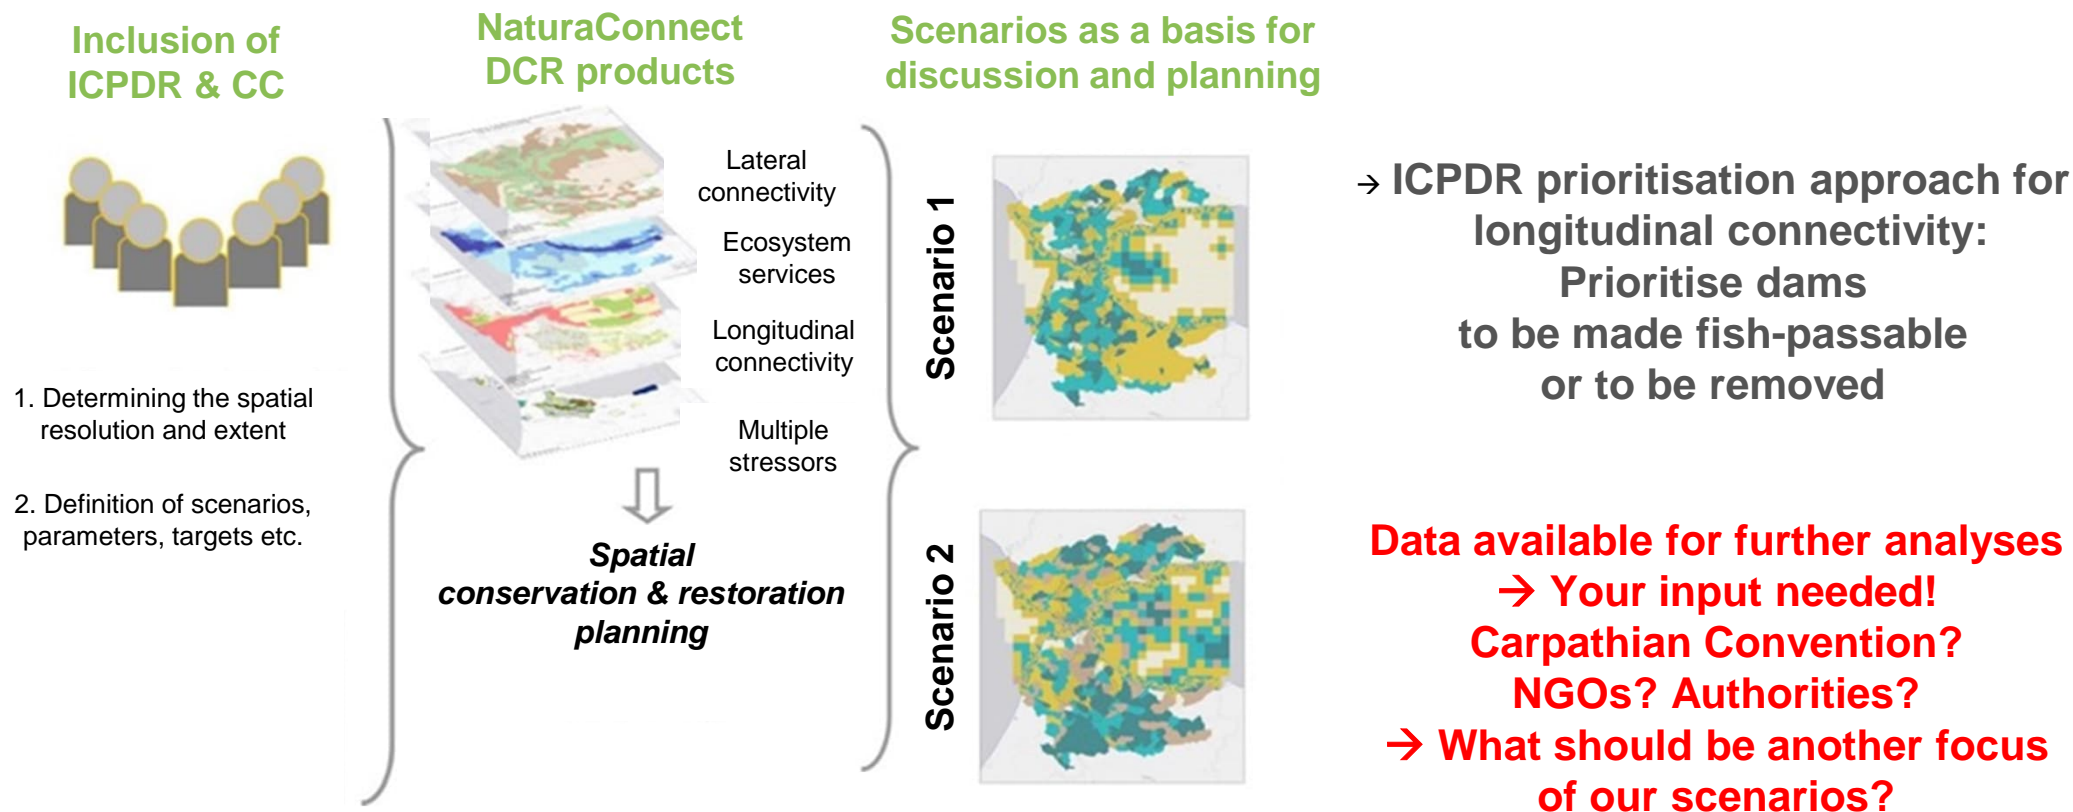 Inclusion of
ICPDR & CC
1. Determining the spatial
resolution and extent
2. Definition of scenarios,
parameters, targets etc.
NaturaConnect
DCR products
Lateral
connectivity
Ecosystem
services
Longitudinal
connectivity
Multiple
stressors
Spatial
conservation & restoration
planning
Scenarios as a basis for
discussion and planning
Scenario 1
Scenario 2
→ ICPDR prioritisation approach for
longitudinal connectivity:
Prioritise dams
to be made fish-passable
or to be removed
Data available for further analyses
→ Your input needed!
Carpathian Convention?
NGOs? Authorities?
→ What should be another focus
of our scenarios?